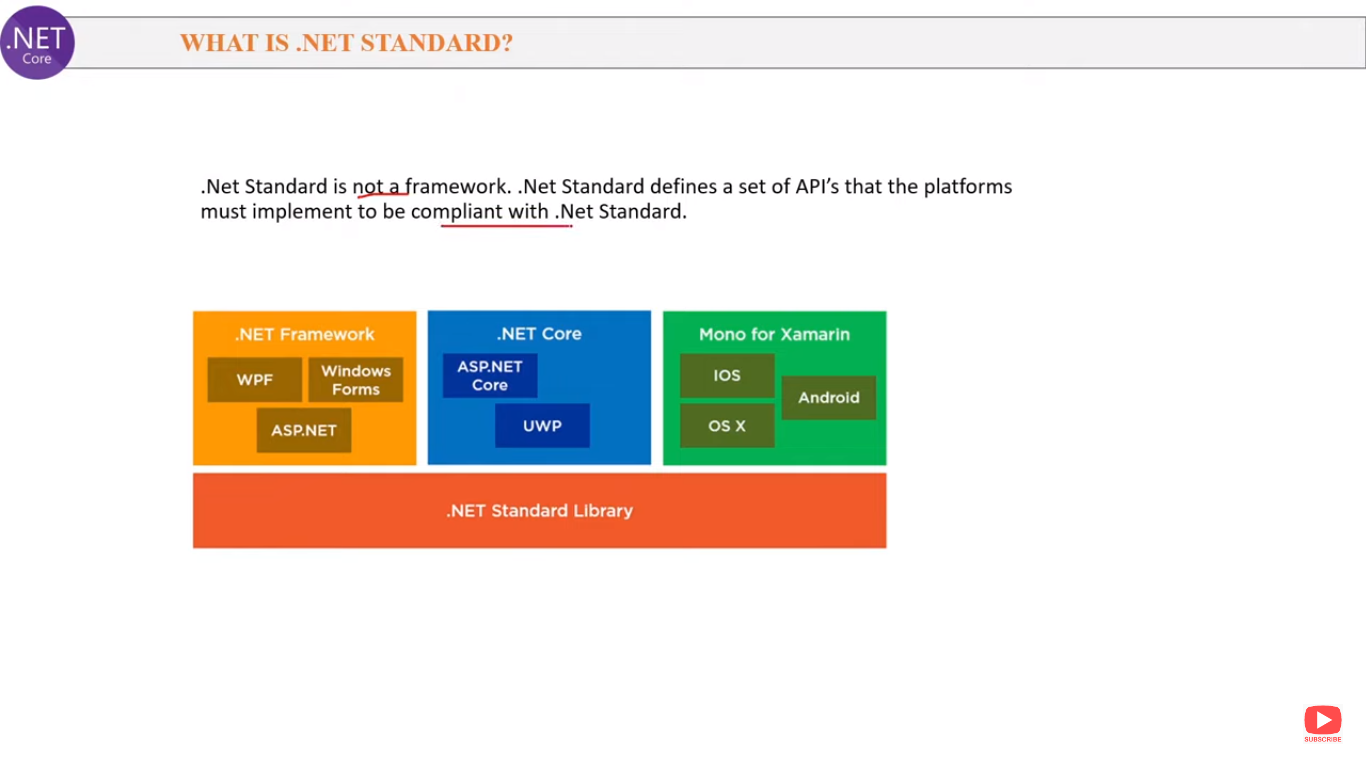 .NET
Core
WHAT IS .NET STANDARD?
.Net Standard is not a framework. .Net Standard defines a set of API's that the platforms
must implement to be compliant with .Net Standard.
.NET Framework
WPF
Windows
Forms
ASP.NET
.NET Core
ASP.NET
Core
UWP
Mono for Xamarin
IOS
Android
OS X
.NET Standard Library
SUBSCRIBE